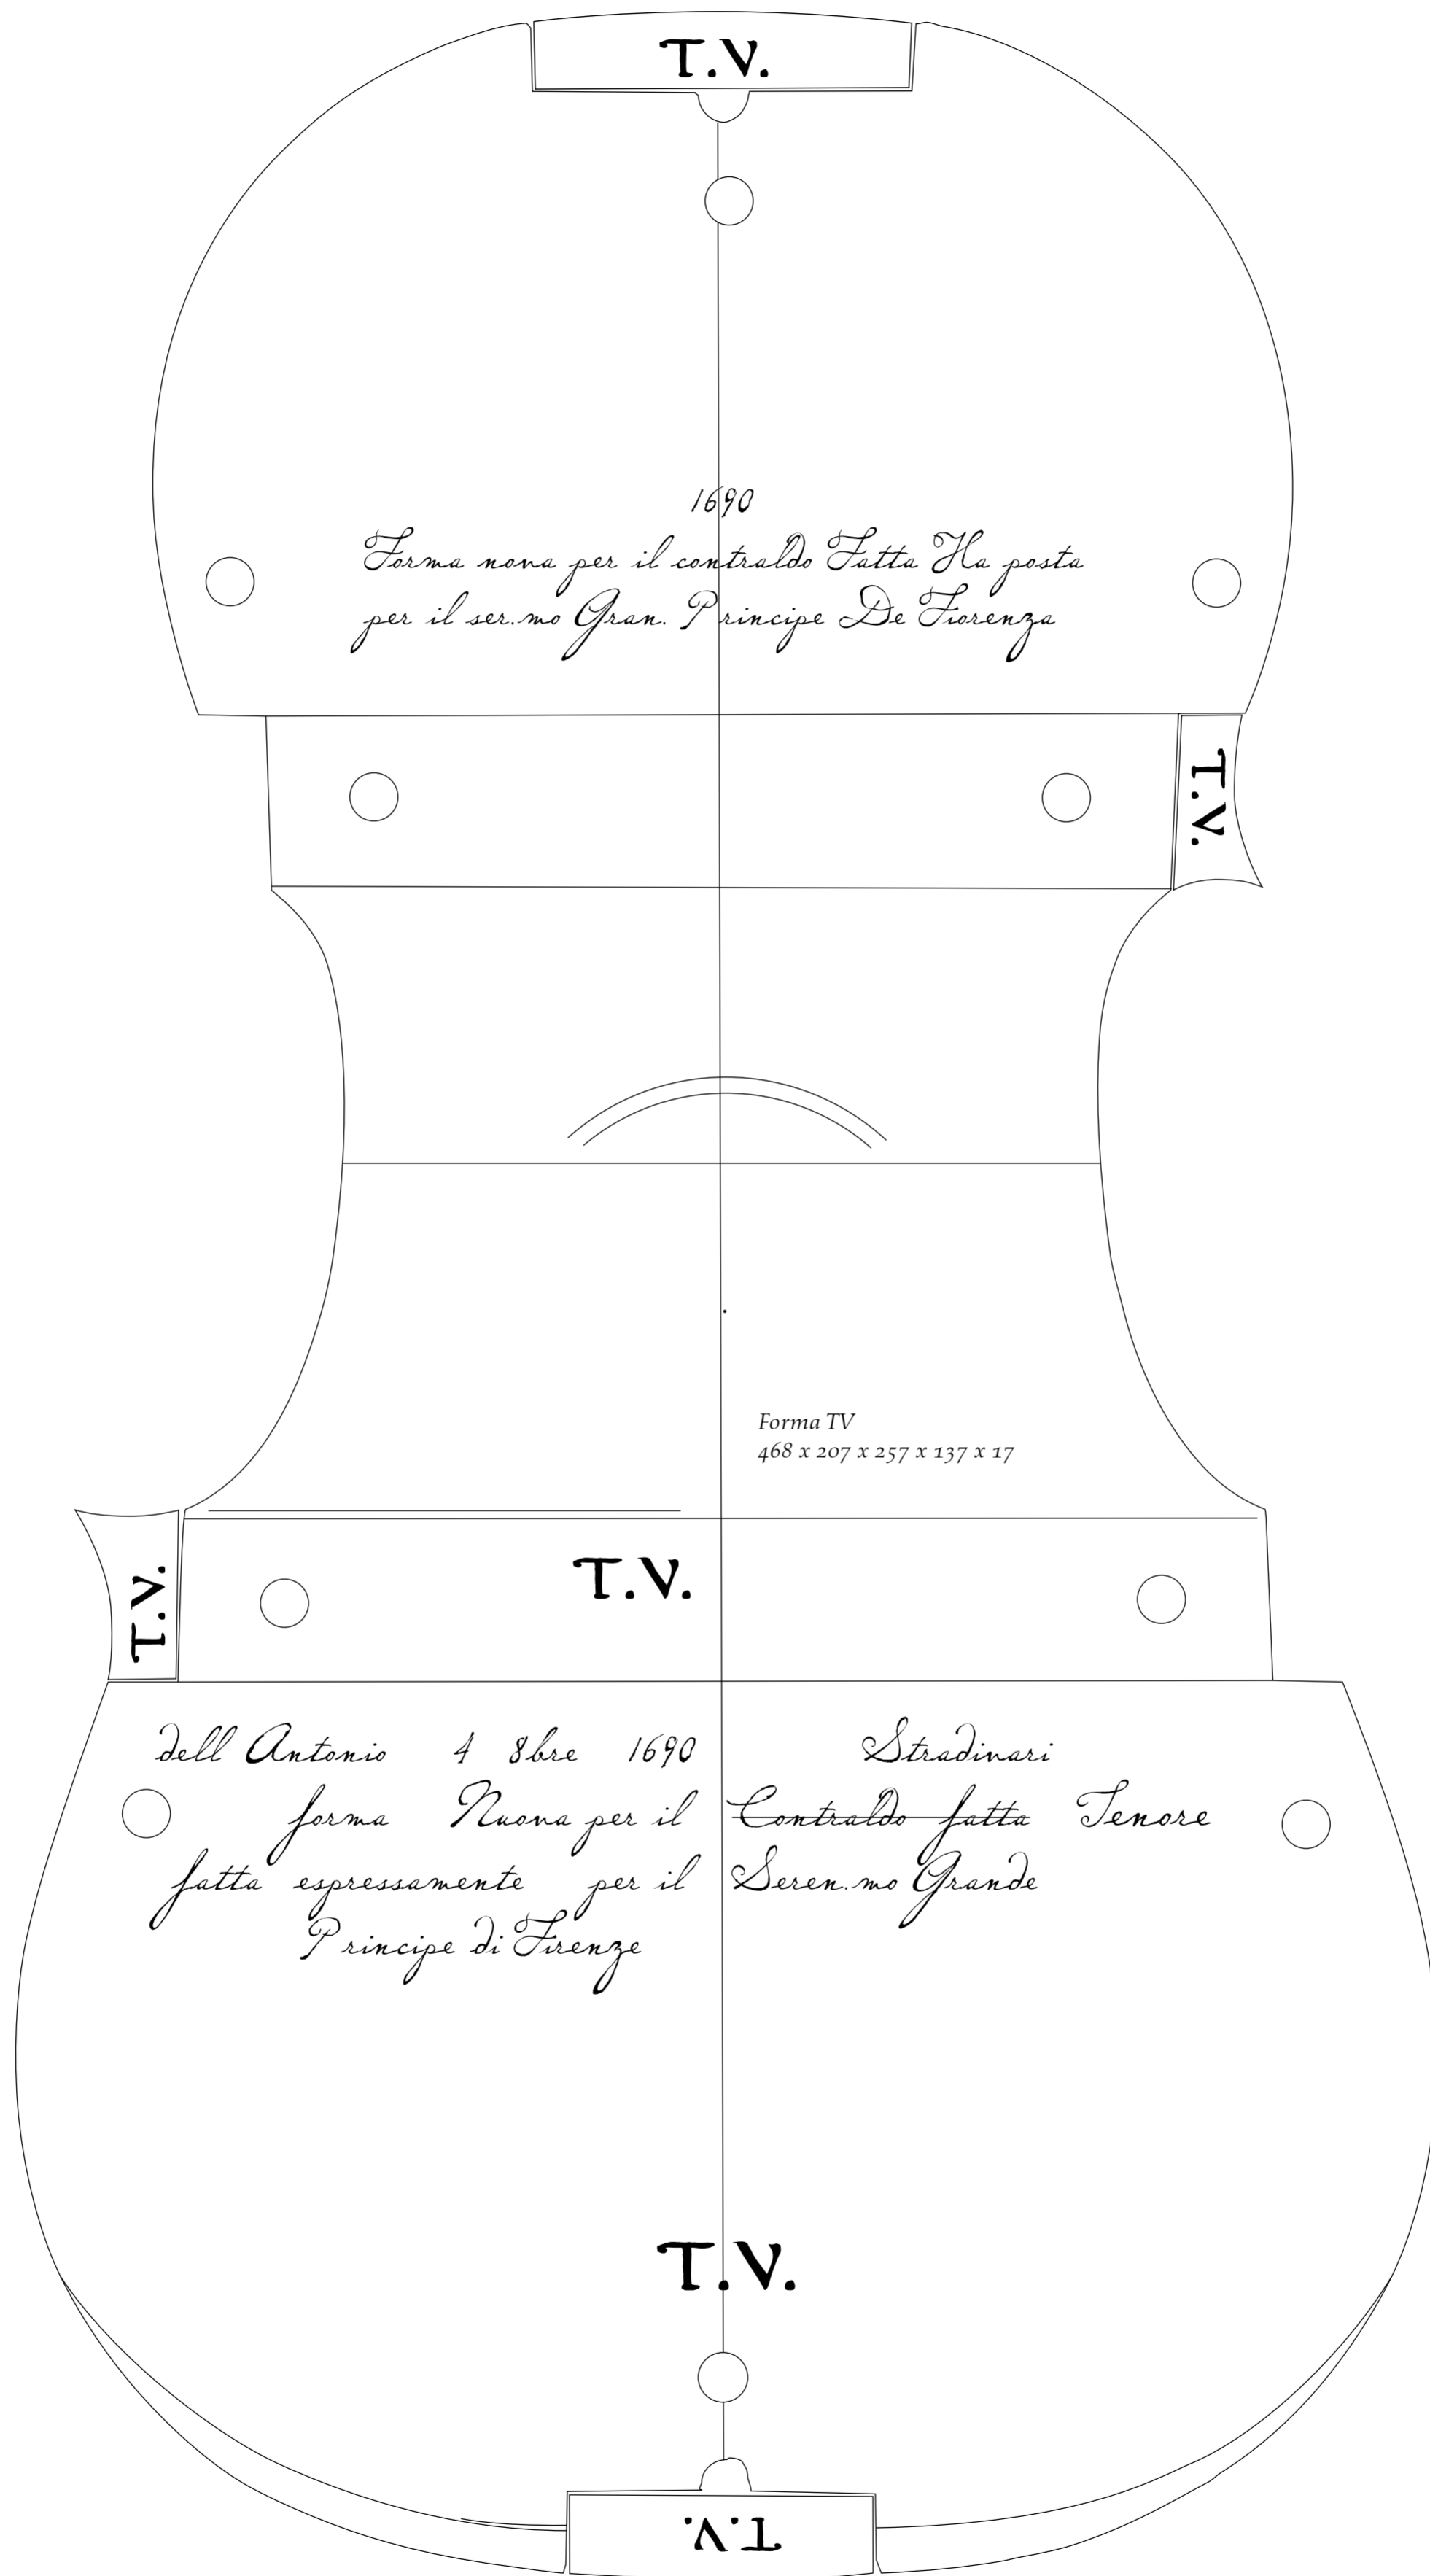 T.V.
1690
Forma nova per il contraldo Fatta Ha posta
per il ser.mo Gran. Principe De Fiorenza
T.V.
Forma TV
468 x 207 x 257 x 137 x 17
T.V.
T.V.
dell Antonio 4 8bre 1690 Stradivari
forma Nuova per il Contraldo fatta Tenore
fatta espressamente per il Seren.mo Grande
Principe di Firenze
T.V.
T.V.